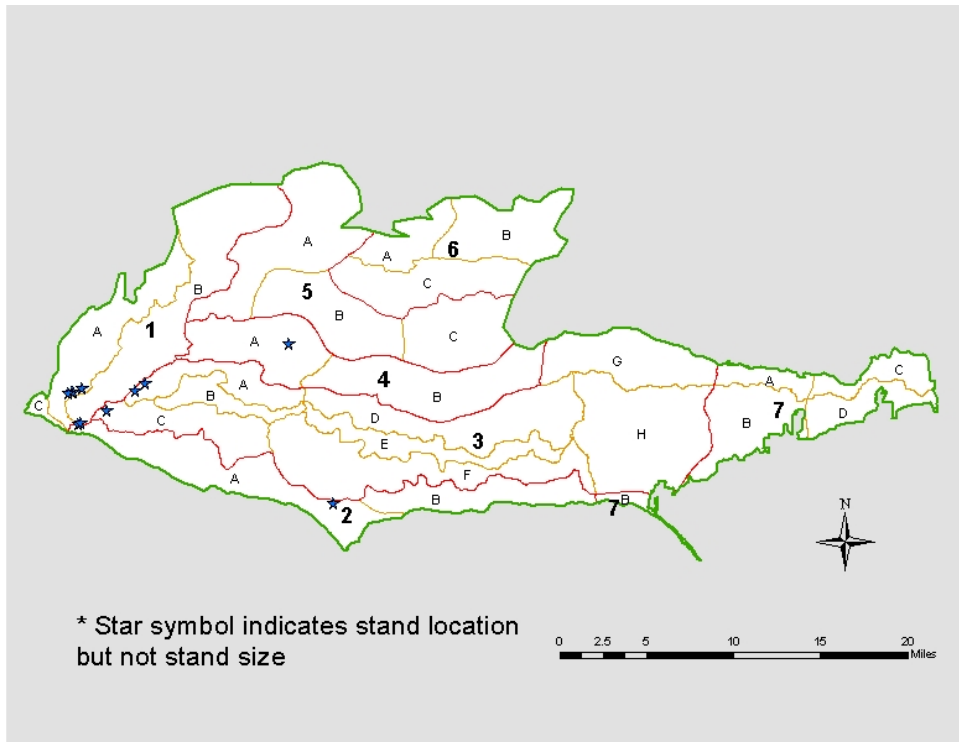 A
6
B
A
C
B
5
A
1
B
A
C
G
4
A
C
A
B
B
C
D
7
B
D
C
3
E
H
F
A
B
B
2
7
N
* Star symbol indicates stand location
but not stand size
0 2.5 5 10 15 20
Miles